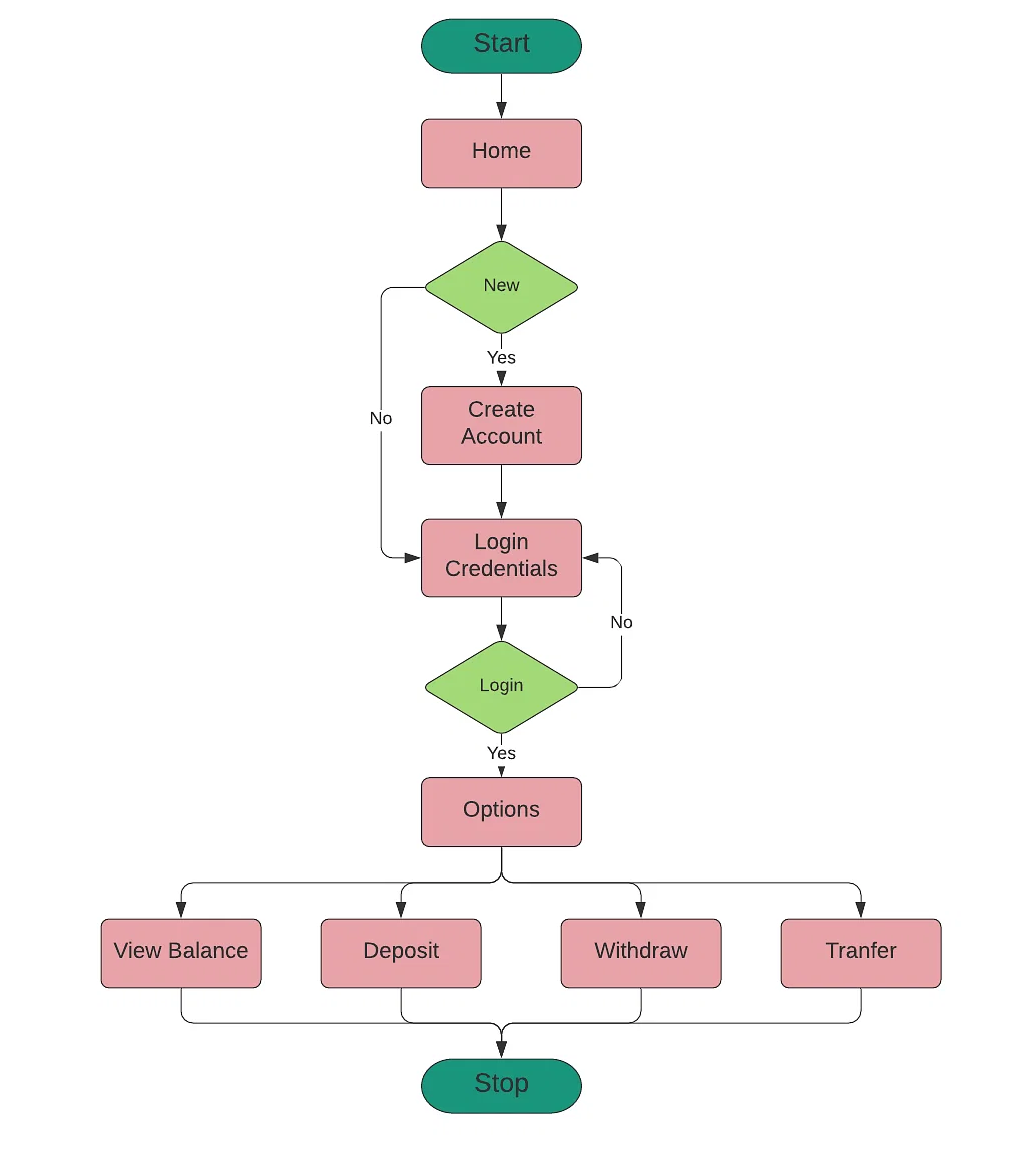 Start
Home
New
Yes
Create
Account
No
Login
Credentials
No
Login
Yes
Options
View Balance
Deposit
Withdraw
Tranfer
Stop